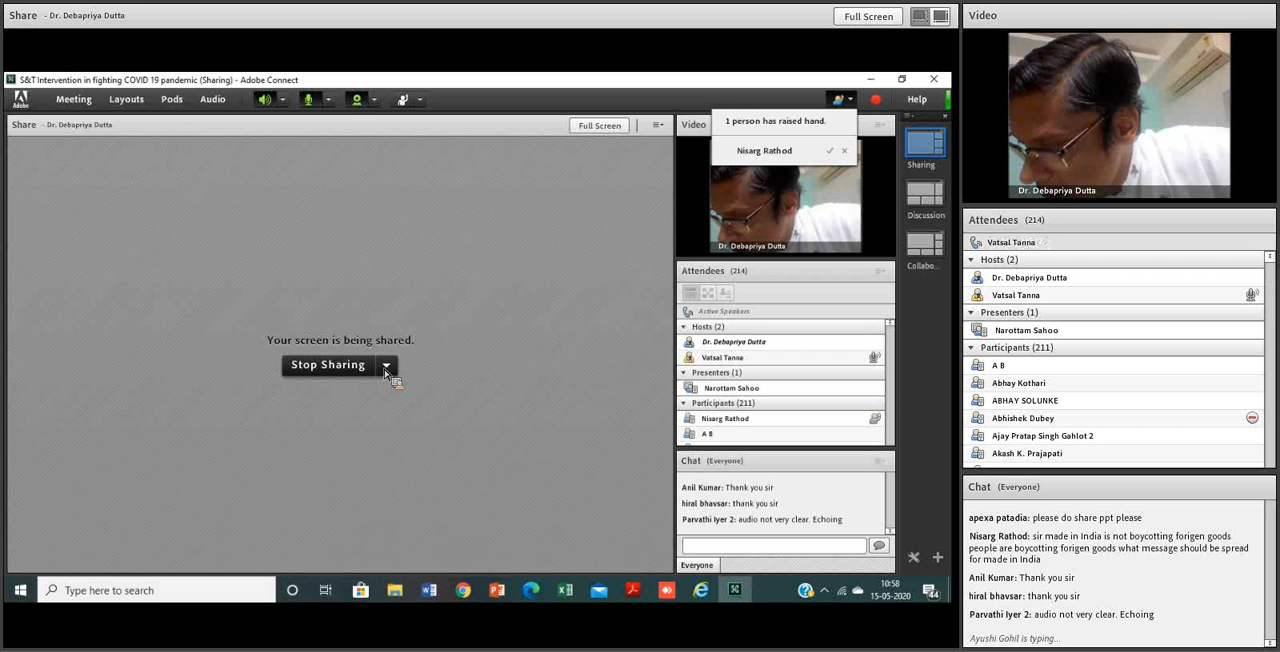 Share - Dr. Debapriya Dutta
Full Screen
S&T Intervention in fighting COVID 19 pandemic (Sharing) - Adobe Connect
Adobe
Meeting Layouts Pods Audio
Help
Share - Dr. Debapriya Dutta
Full Screen
Your screen is being shared.
Stop Sharing
Video
1 person has raised hand.
Nisarg Rathod
Dr. Debapriya Dutta
Attendees (214)
Active Speakers
Hosts (2)
Dr. Debapriya Dutta
Vatsal Tanna
Presenters (1)
Narottam Sahoo
Participants (211)
Nisarg Rathod
A B
Chat (Everyone)
Anil Kumar: Thank you sir
hiral bhavsar: thank you sir
Parvathi Iyer 2: audio not very clear. Echoing
Everyone
Sharing
Discussion
Collabo...
Type here to search
10:58
15-05-2020
44
Video
Dr. Debapriya Dutta
Attendees (214)
Vatsal Tanna
Hosts (2)
Dr. Debapriya Dutta
Vatsal Tanna
Presenters (1)
Narottam Sahoo
Participants (211)
A B
Abhay Kothari
ABHAY SOLUNKE
Abhishek Dubey
Ajay Pratap Singh Gahlot 2
Akash K. Prajapati
Chat (Everyone)
apexa patadia: please do share ppt please
Nisarg Rathod: sir made in India is not boycotting forigen goods
people are boycotting forigen goods what message should be spread
for made in India
Anil Kumar: Thank you sir
hiral bhavsar: thank you sir
Parvathi Iyer 2: audio not very clear. Echoing
Ayushi Gohil is typing...